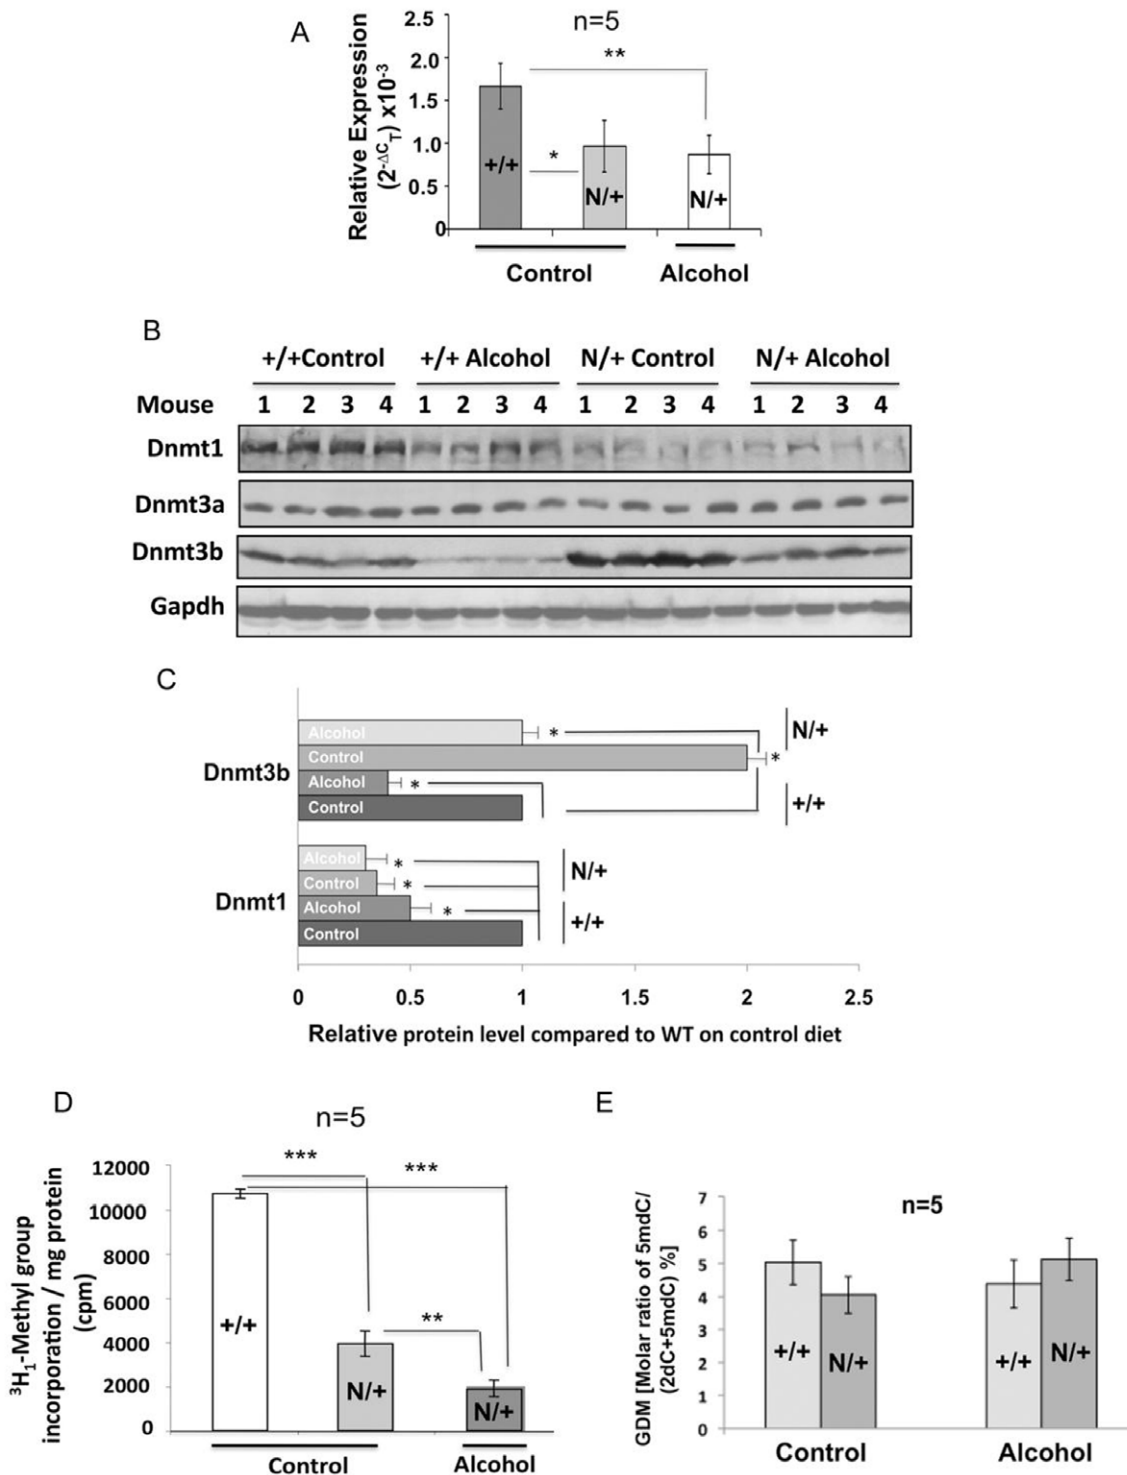 A
n=5
Relative Expression
(2-ΔCT) x10-3
2.5
2.0
1.5
1.0
0.5
0
**
*
+/+
N/+
N/+
Control
Alcohol
B
+/+Control
+/+ Alcohol
N/+ Control
N/+ Alcohol
Mouse 1 2 3 4 1 2 3 4 1 2 3 4 1 2 3 4
Dnmt1
Dnmt3a
Dnmt3b
Gapdh
C
Dnmt3b
Alcohol
*
N/+
Control
*
Alcohol
*
+/+
Control
Dnmt1
Alcohol
*
N/+
Control
*
Alcohol
*
+/+
Control
0 0.5 1 1.5 2 2.5
Relative protein level compared to WT on control diet
D
n=5
3H1-Methyl group
incorporation / mg protein
(cpm)
12000
10000
8000
6000
4000
2000
0
***
***
**
+/+
N/+
N/+
Control
Alcohol
E
n=5
GDM [Molar ratio of 5mdC/
(2dC+5mdC) %]
7
6
5
4
3
2
1
0
+/+
N/+
+/+
N/+
Control
Alcohol